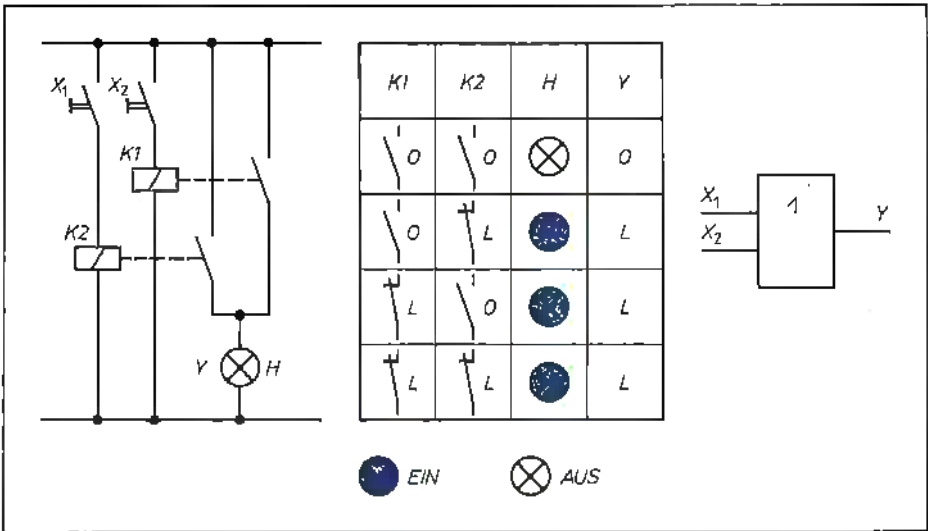 X1 X2
K1
K2
Y H
K1 K2 H Y
O O O
O L L
L O L
L L L
X1 1 Y
X2
EIN AUS